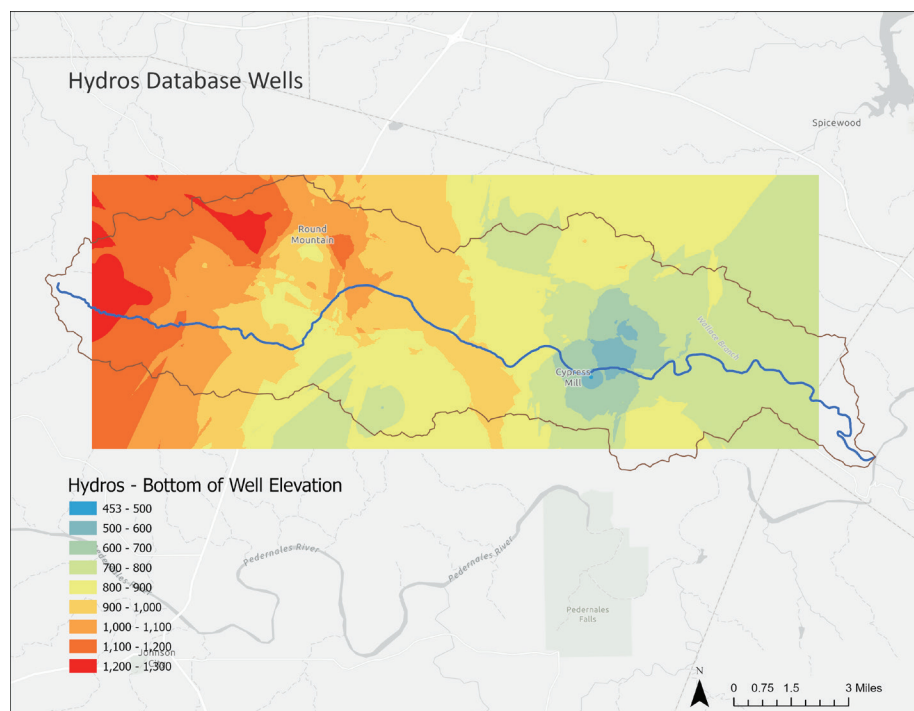 Hydros Database Wells
Spicewood
Round
Mountain
Cypress
Mill
Hydros - Bottom of Well Elevation
453 - 500
500 - 600
600 - 700
700 - 800
800 - 900
900 - 1,000
1,000 - 1,100
1,100 - 1,200
1,200 - 1,300
Pedernales River
Pedernales River
Pedernales
Falls
Johnson
City
N
0 0.75 1.5 3 Miles